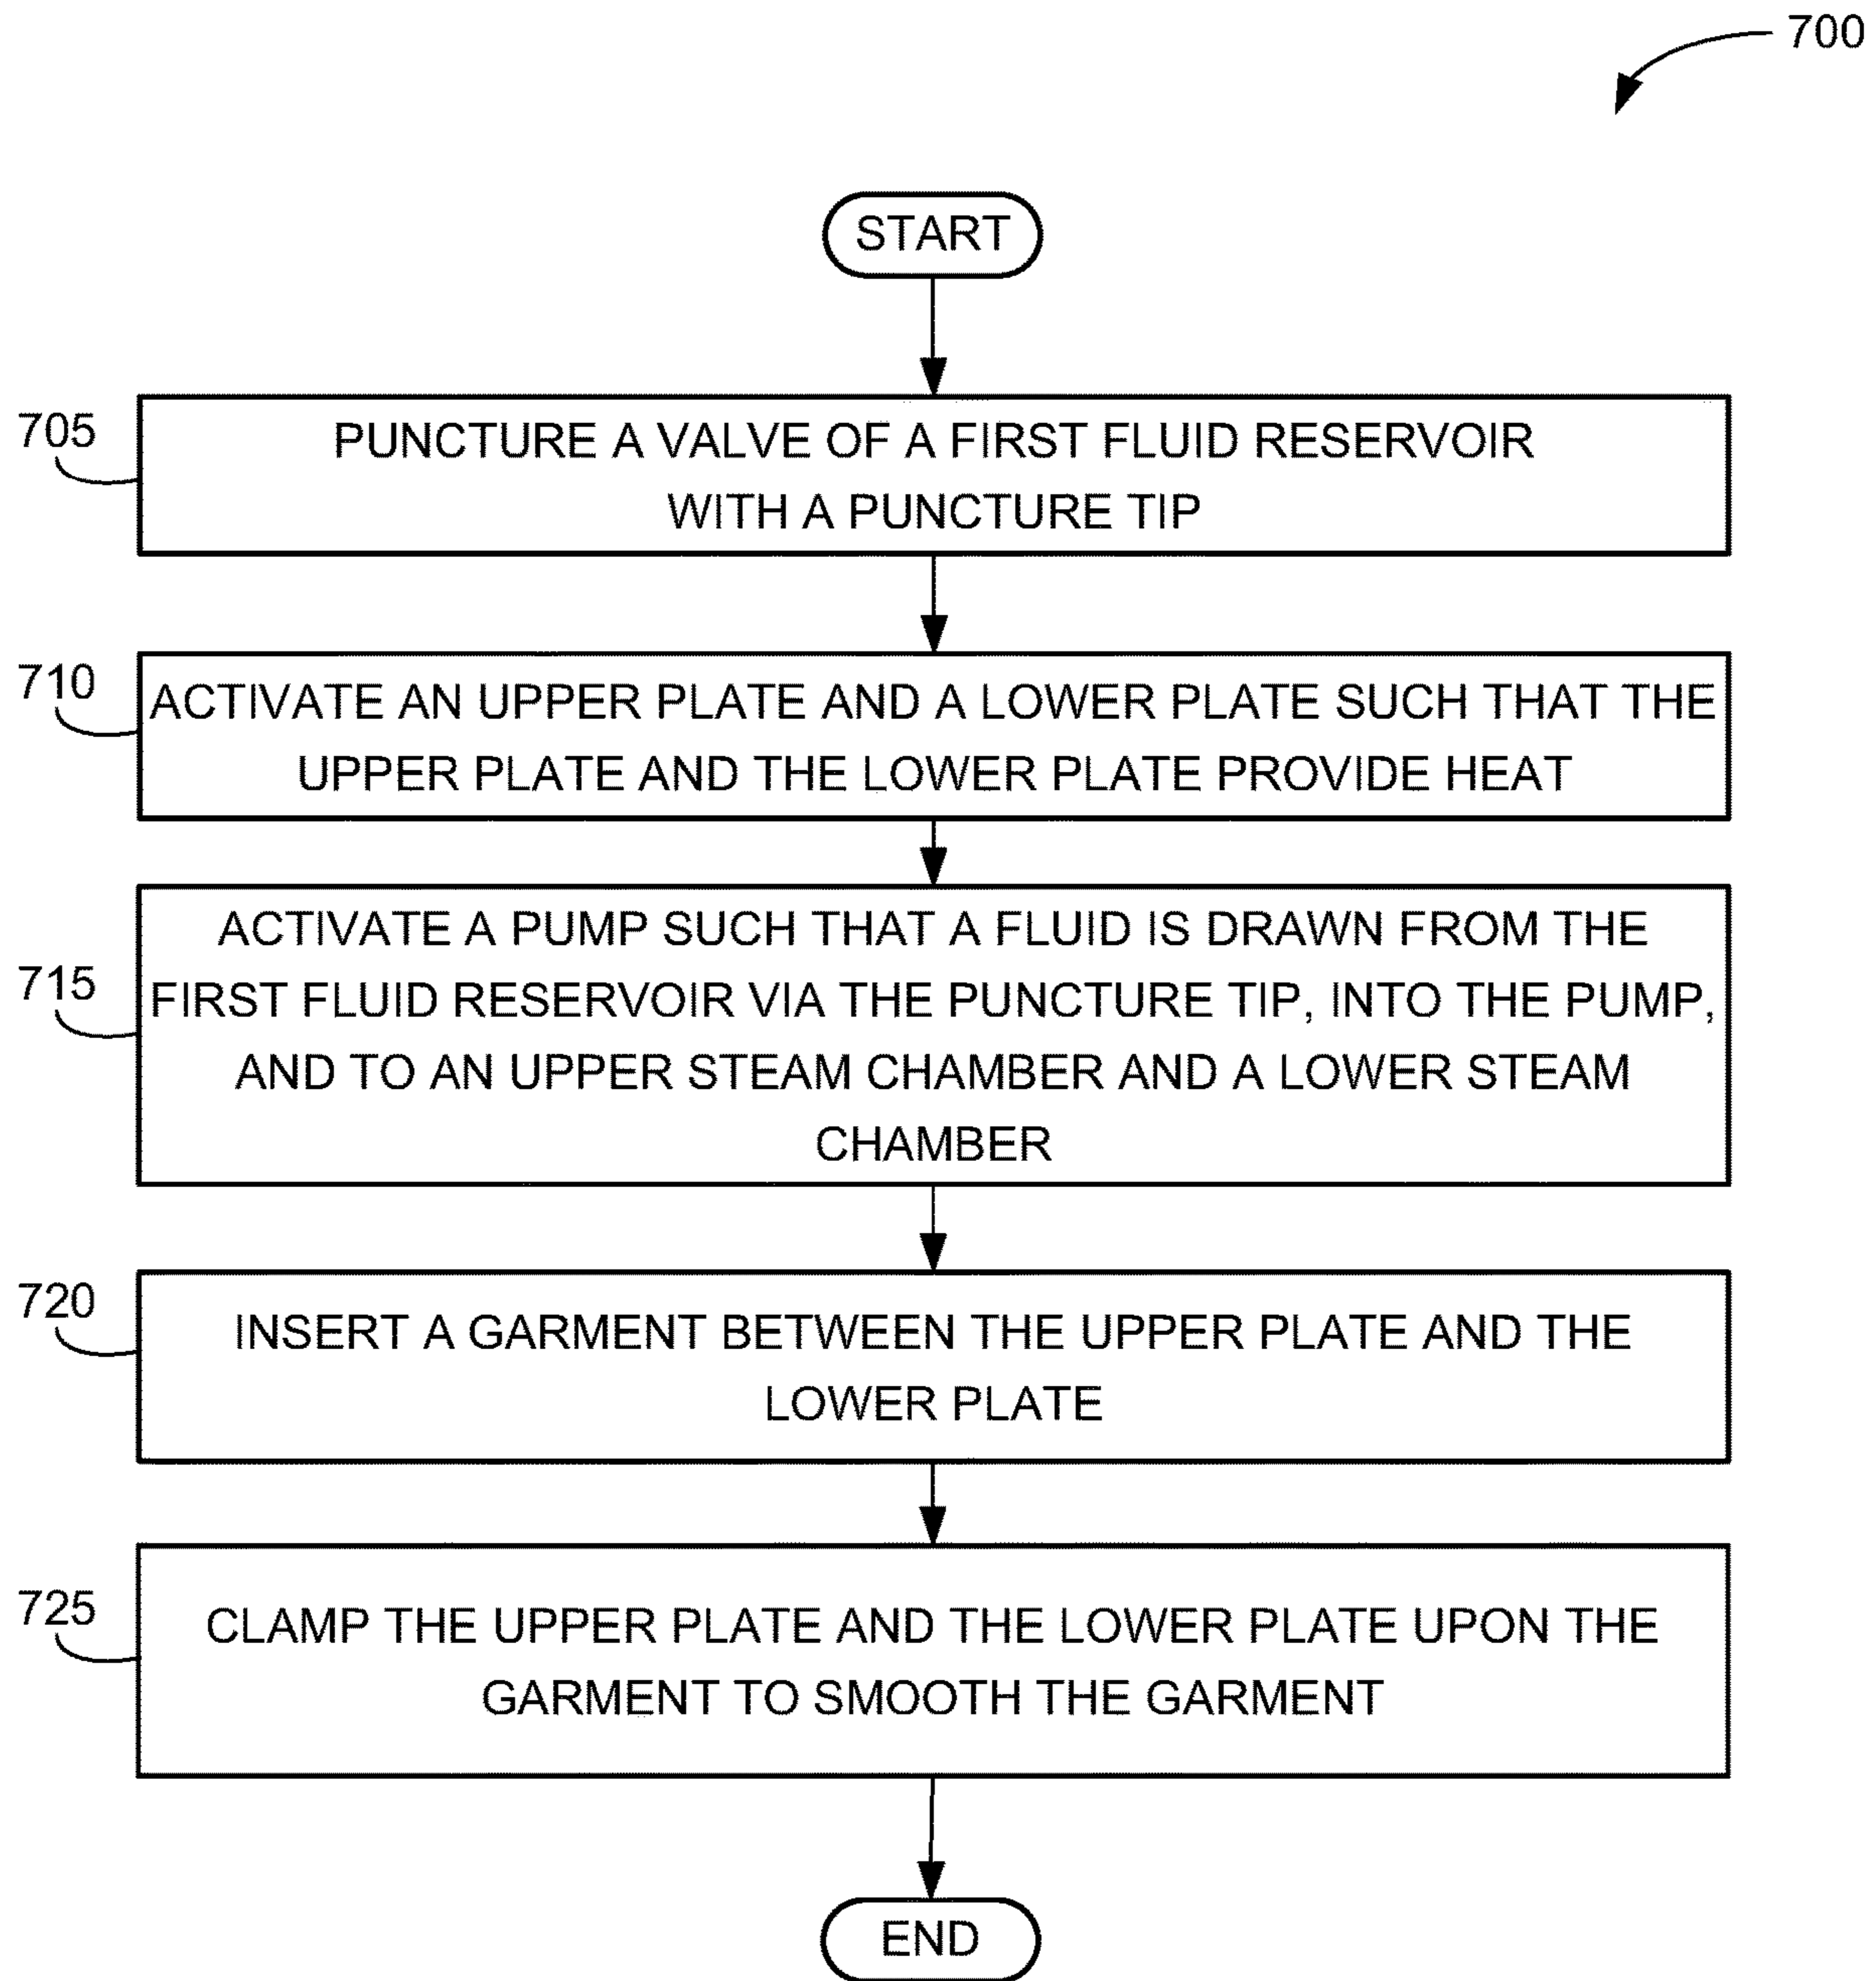 700
START
705
PUNCTURE A VALVE OF A FIRST FLUID RESERVOIR
WITH A PUNCTURE TIP
710
ACTIVATE AN UPPER PLATE AND A LOWER PLATE SUCH THAT THE
UPPER PLATE AND THE LOWER PLATE PROVIDE HEAT
715
ACTIVATE A PUMP SUCH THAT A FLUID IS DRAWN FROM THE
FIRST FLUID RESERVOIR VIA THE PUNCTURE TIP, INTO THE PUMP,
AND TO AN UPPER STEAM CHAMBER AND A LOWER STEAM
CHAMBER
720
INSERT A GARMENT BETWEEN THE UPPER PLATE AND THE
LOWER PLATE
725
CLAMP THE UPPER PLATE AND THE LOWER PLATE UPON THE
GARMENT TO SMOOTH THE GARMENT
END